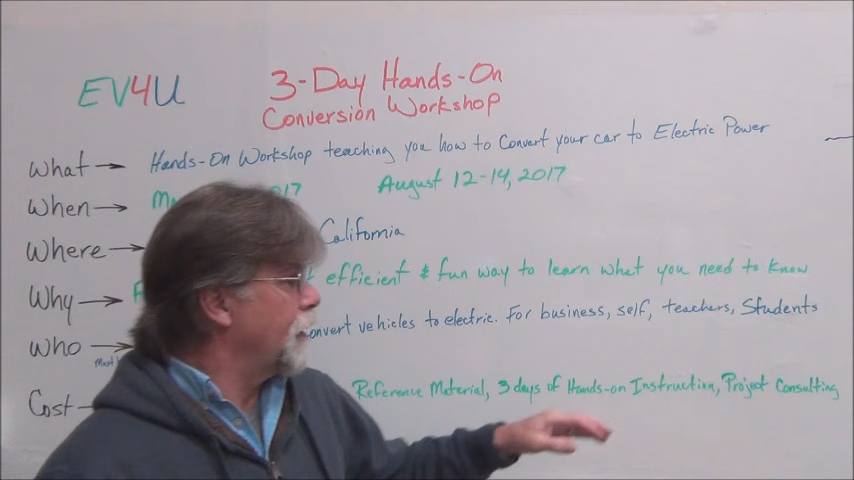 EV4U
3-Day Hands-On
Conversion Workshop
What → Hands-On Workshop teaching you how to Convert your car to Electric Power
When → 2017 August 12-14, 2017
Where → California
Why → efficient & fun way to learn what you need to know
Who → convert vehicles to electric. For business, self, teachers, Students
Must
Cost Reference Material, 3 days of Hands-on Instruction, Project Consulting